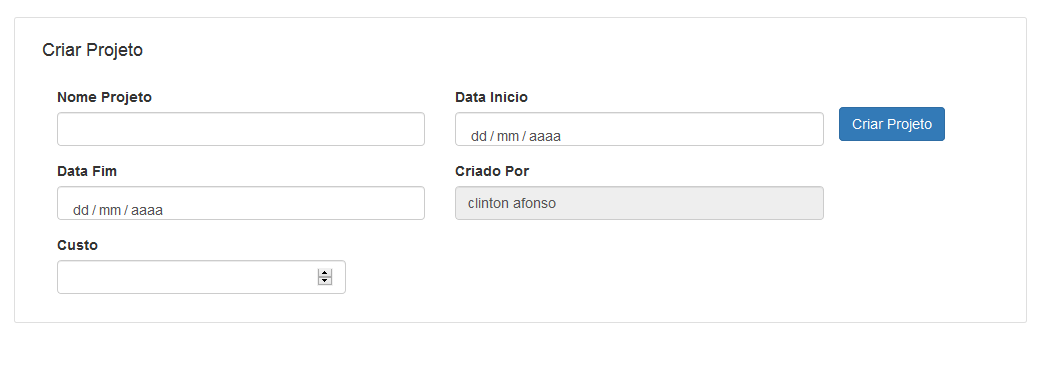 Criar Projeto
Nome Projeto
Data Inicio
dd / mm / aaaa
Criar Projeto
Data Fim
dd / mm / aaaa
Criado Por
clinton afonso
Custo